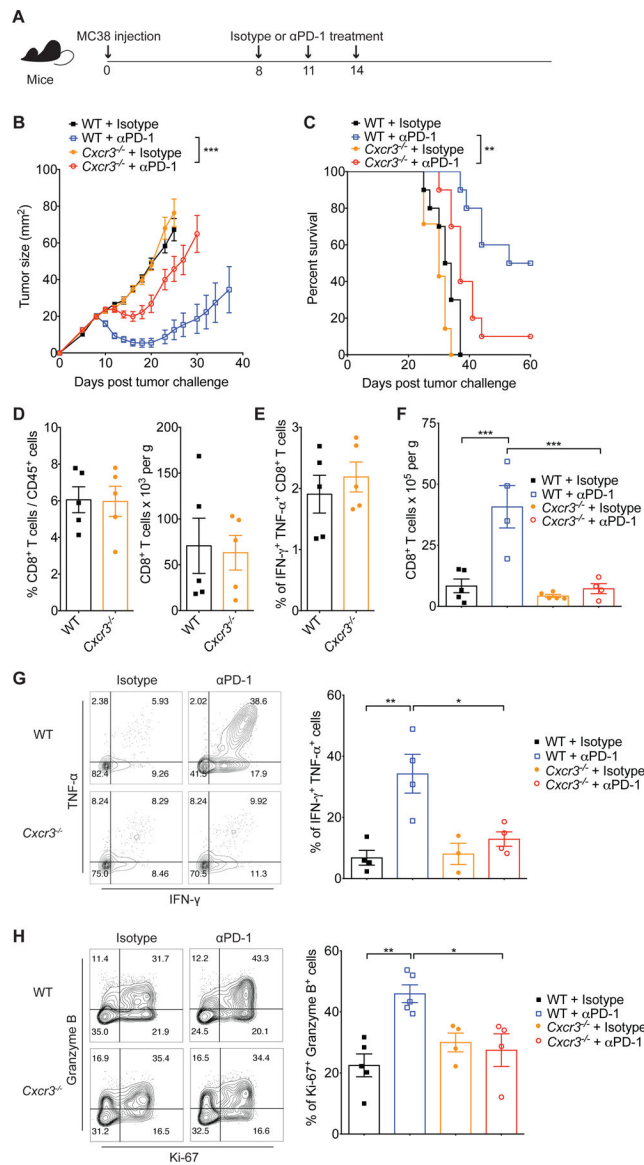 A
MC38 injection
Isotype or αPD-1 treatment
Mice
0
8
11
14
B
WT + Isotype
WT + αPD-1
Cxcr3-/- + Isotype
Cxcr3-/- + αPD-1
***
Tumor size (mm²)
100
80
60
40
20
0
0
10
20
30
40
Days post tumor challenge
C
WT + Isotype
WT + αPD-1
Cxcr3-/- + Isotype
Cxcr3-/- + αPD-1
**
Percent survival
100
80
60
40
20
0
0
20
40
60
Days post tumor challenge
D
% CD8+ T cells / CD45+ cells
10
8
6
4
2
0
WT
Cxcr3-/-
CD8+ T cells x 10³ per g
200
150
100
50
0
WT
Cxcr3-/-
E
% of IFN-γ+ TNF-α+ CD8+ T cells
3
2
1
0
WT
Cxcr3-/-
F
CD8+ T cells x 10⁵ per g
75
50
25
0
***
***
WT + Isotype
WT + αPD-1
Cxcr3-/- + Isotype
Cxcr3-/- + αPD-1
G
Isotype
αPD-1
WT
2.38
5.93
82.4
9.26
2.02
38.6
41.5
17.9
TNF-α
Cxcr3-/-
8.24
8.29
75.0
8.46
8.24
9.92
70.5
11.3
IFN-γ
% of IFN-γ+ TNF-α+ cells
60
40
20
0
**
*
WT + Isotype
WT + αPD-1
Cxcr3-/- + Isotype
Cxcr3-/- + αPD-1
H
Isotype
αPD-1
WT
11.4
31.7
35.0
21.9
12.2
43.3
24.5
20.1
Granzyme B
Cxcr3-/-
16.9
35.4
31.2
16.5
16.5
34.4
32.5
16.6
Ki-67
% of Ki-67+ Granzyme B+ cells
60
40
20
0
**
*
WT + Isotype
WT + αPD-1
Cxcr3-/- + Isotype
Cxcr3-/- + αPD-1